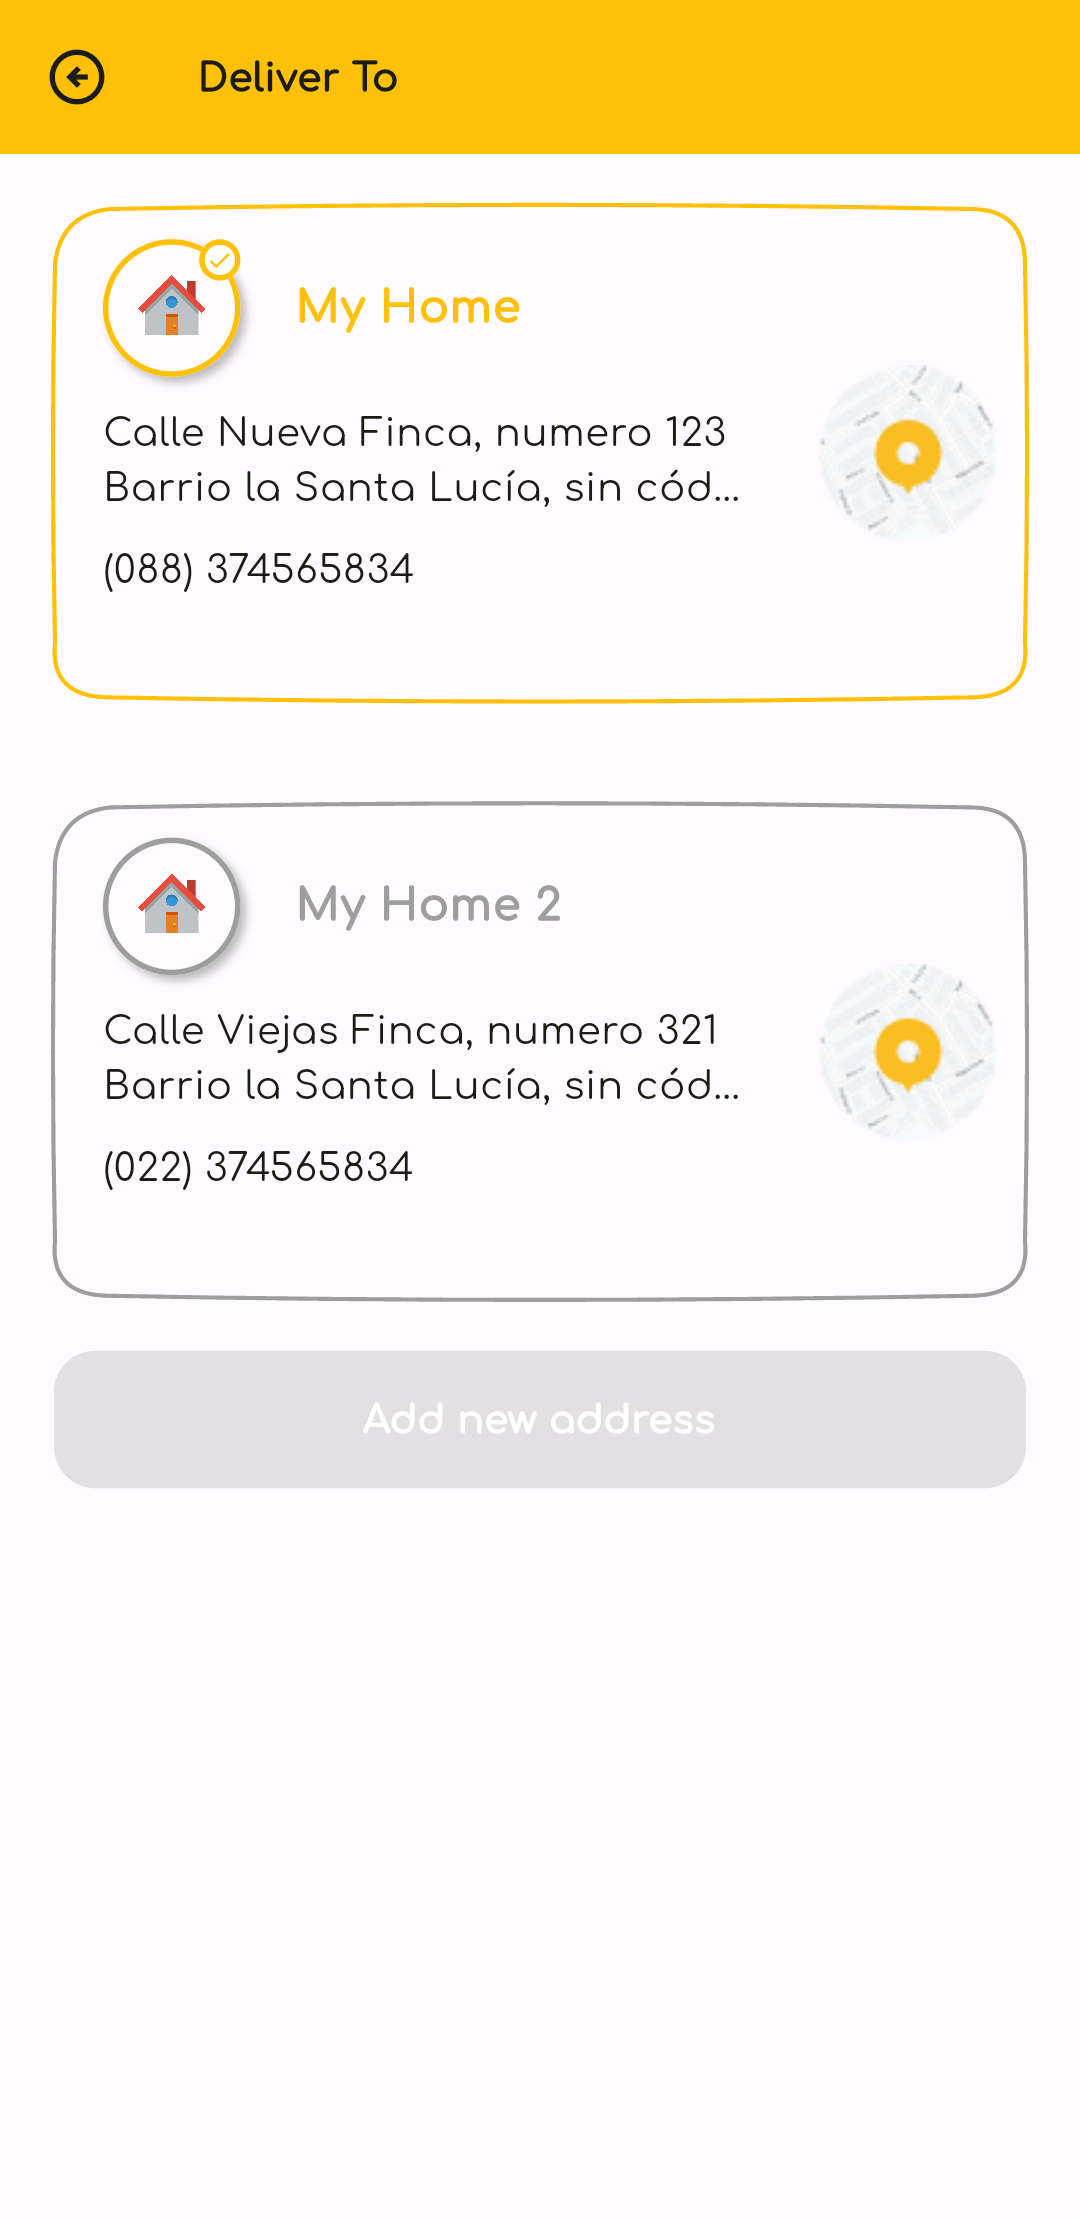 Deliver To
My Home
Calle Nueva Finca, numero 123
Barrio la Santa Lucía, sin cód...
(088) 374565834
My Home 2
Calle Viejas Finca, numero 321
Barrio la Santa Lucía, sin cód...
(022) 374565834
Add new address